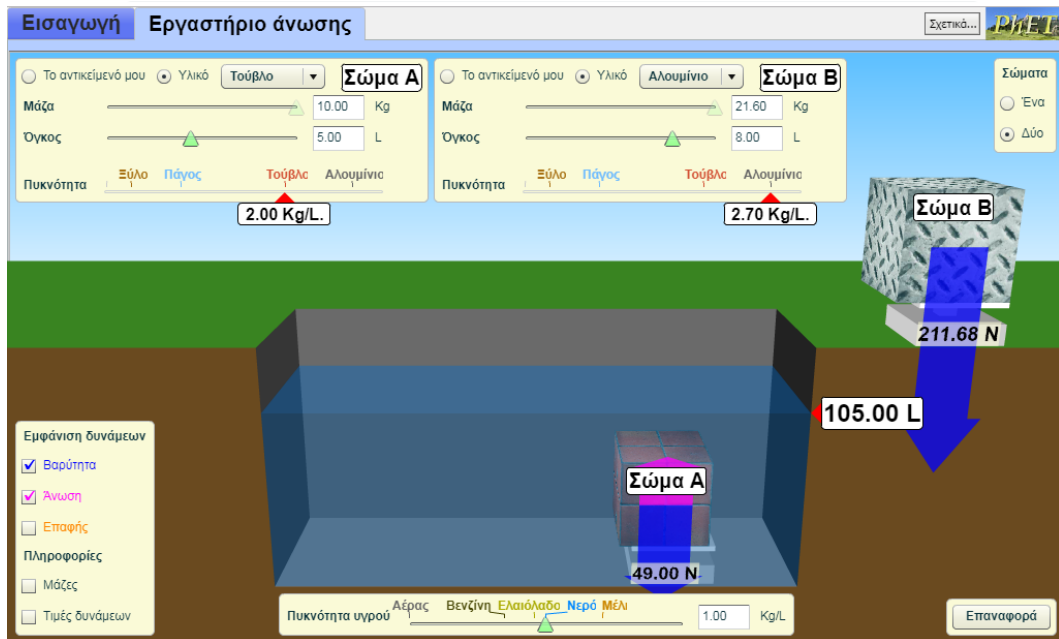 Εισαγωγή
Εργαστήριο άνωσης
Σχετικά...
PhET
Το αντικείμενό μου
Υλικό
Τούβλο
Σώμα Α
Μάζα
10.00 Kg
Όγκος
5.00 L
Πυκνότητα
Ξύλο Πάγος Τούβλο Αλουμίνιο
2.00 Kg/L.
Το αντικείμενό μου
Υλικό
Αλουμίνιο
Σώμα Β
Μάζα
21.60 Kg
Όγκος
8.00 L
Πυκνότητα
Ξύλο Πάγος Τούβλο Αλουμίνιο
2.70 Kg/L.
Σώματα
Ένα
Δύο
Σώμα Β
211.68 N
105.00 L
Σώμα Α
49.00 N
Εμφάνιση δυνάμεων
Βαρύτητα
Άνωση
Επαφής
Πληροφορίες
Μάζες
Τιμές δυνάμεων
Πυκνότητα υγρού
Αέρας Βενζίνη Ελαιόλαδο Νερό Μέλι
1.00 Kg/L
Επαναφορά